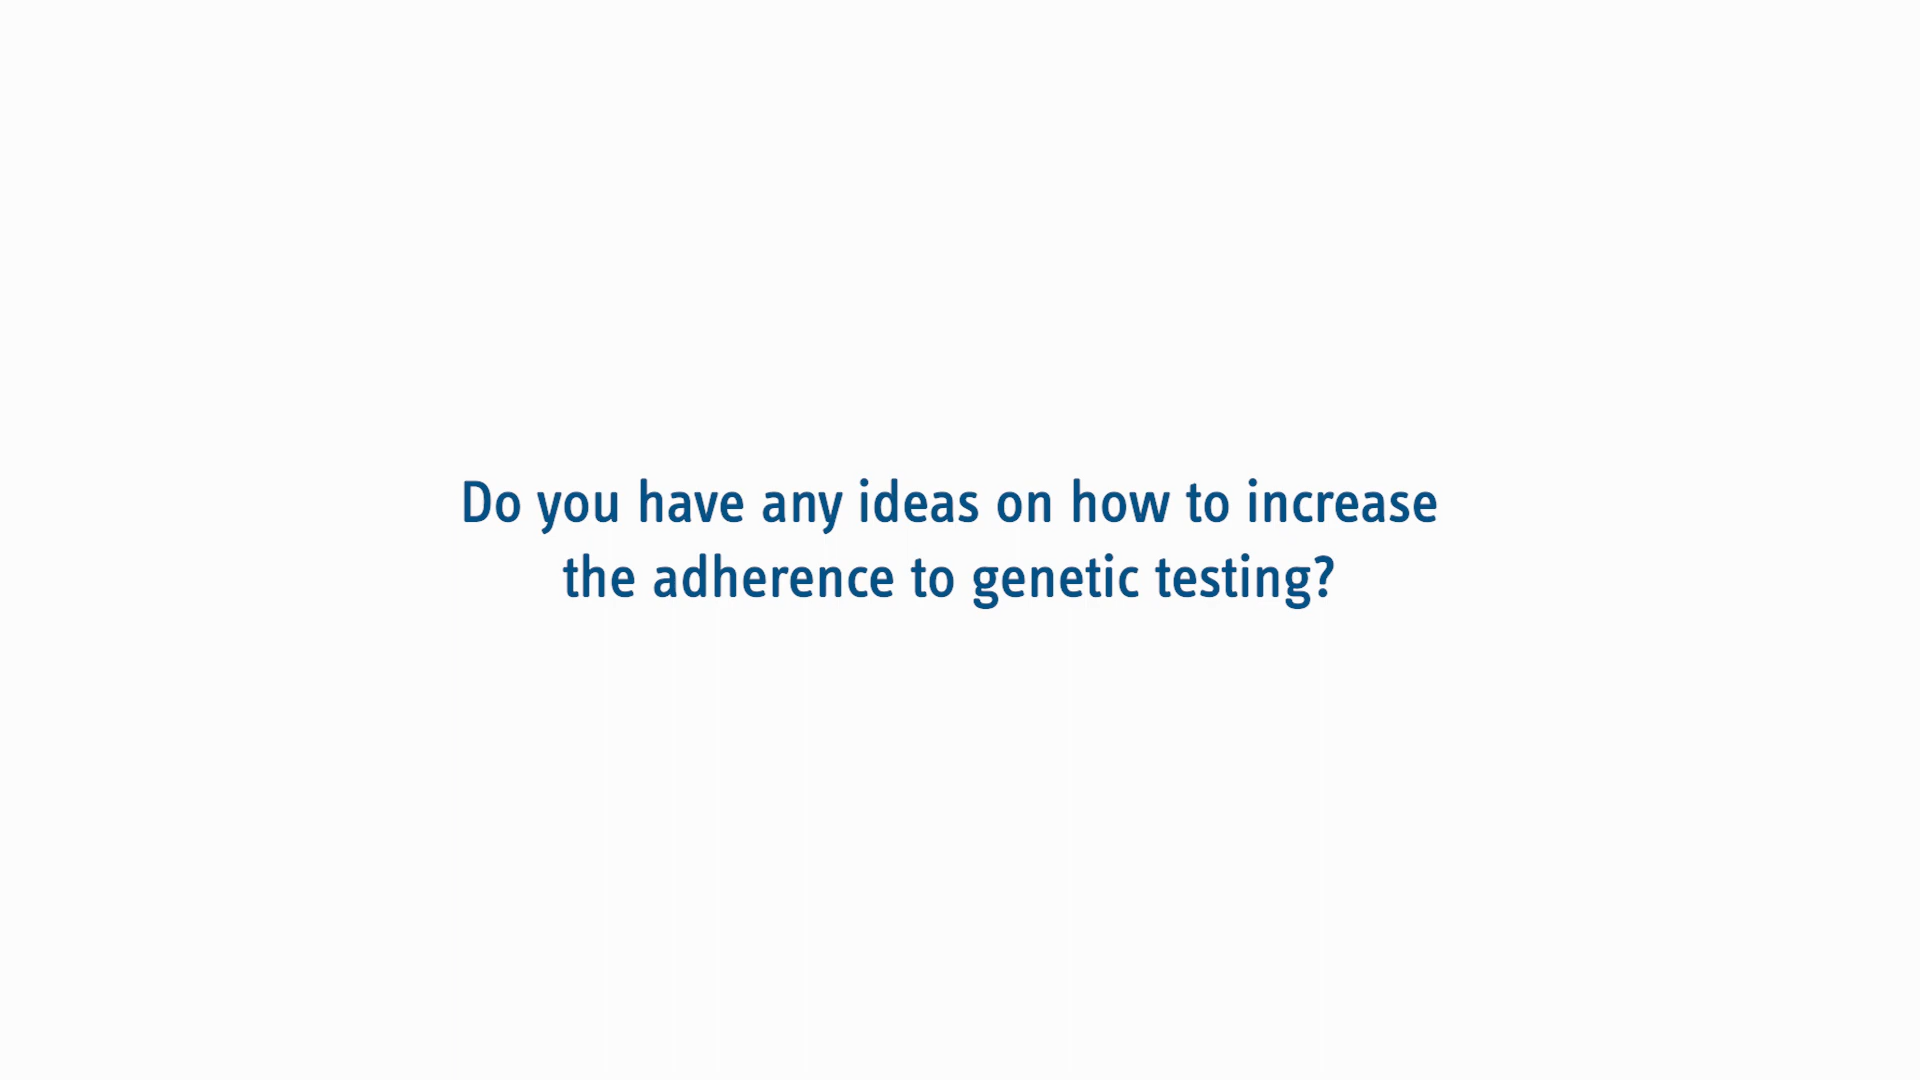 Do you have any ideas on how to increase
the adherence to genetic testing?